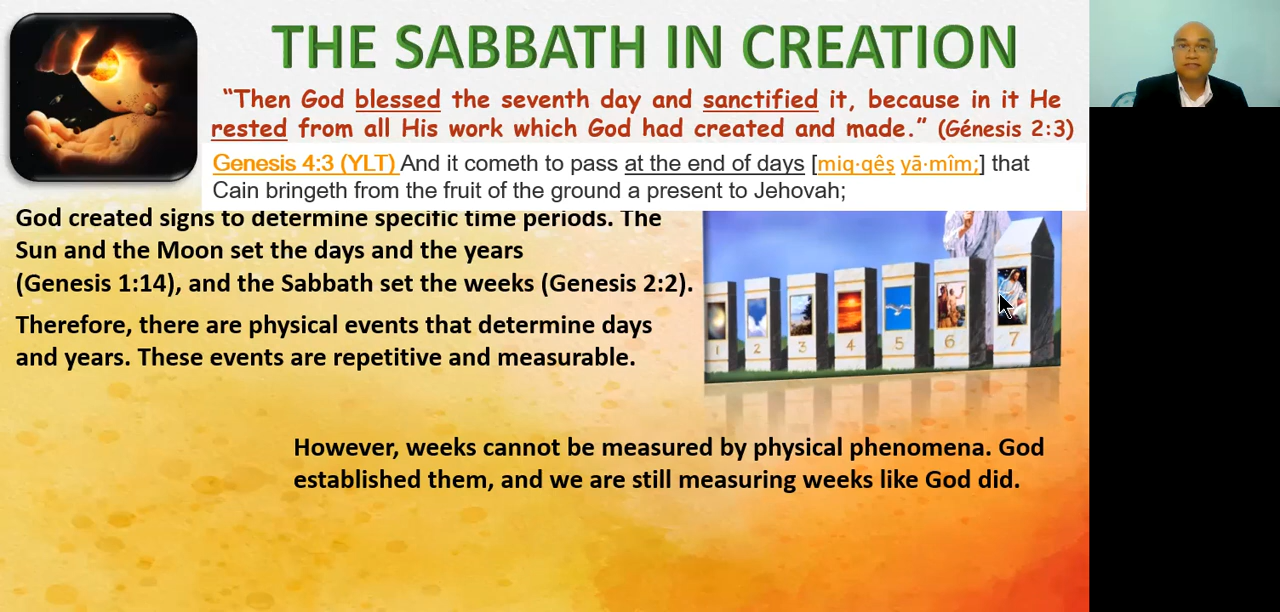 THE SABBATH IN CREATION
“Then God blessed the seventh day and sanctified it, because in it He
rested from all His work which God had created and made.” (Génesis 2:3)
Genesis 4:3 (YLT) And it cometh to pass at the end of days [miq·qêṣ yā·mîm;] that
Cain bringeth from the fruit of the ground a present to Jehovah;
God created signs to determine specific time periods. The
Sun and the Moon set the days and the years
(Genesis 1:14), and the Sabbath set the weeks (Genesis 2:2).
Therefore, there are physical events that determine days
and years. These events are repetitive and measurable.
1 2 3 4 5 6 7
However, weeks cannot be measured by physical phenomena. God
established them, and we are still measuring weeks like God did.